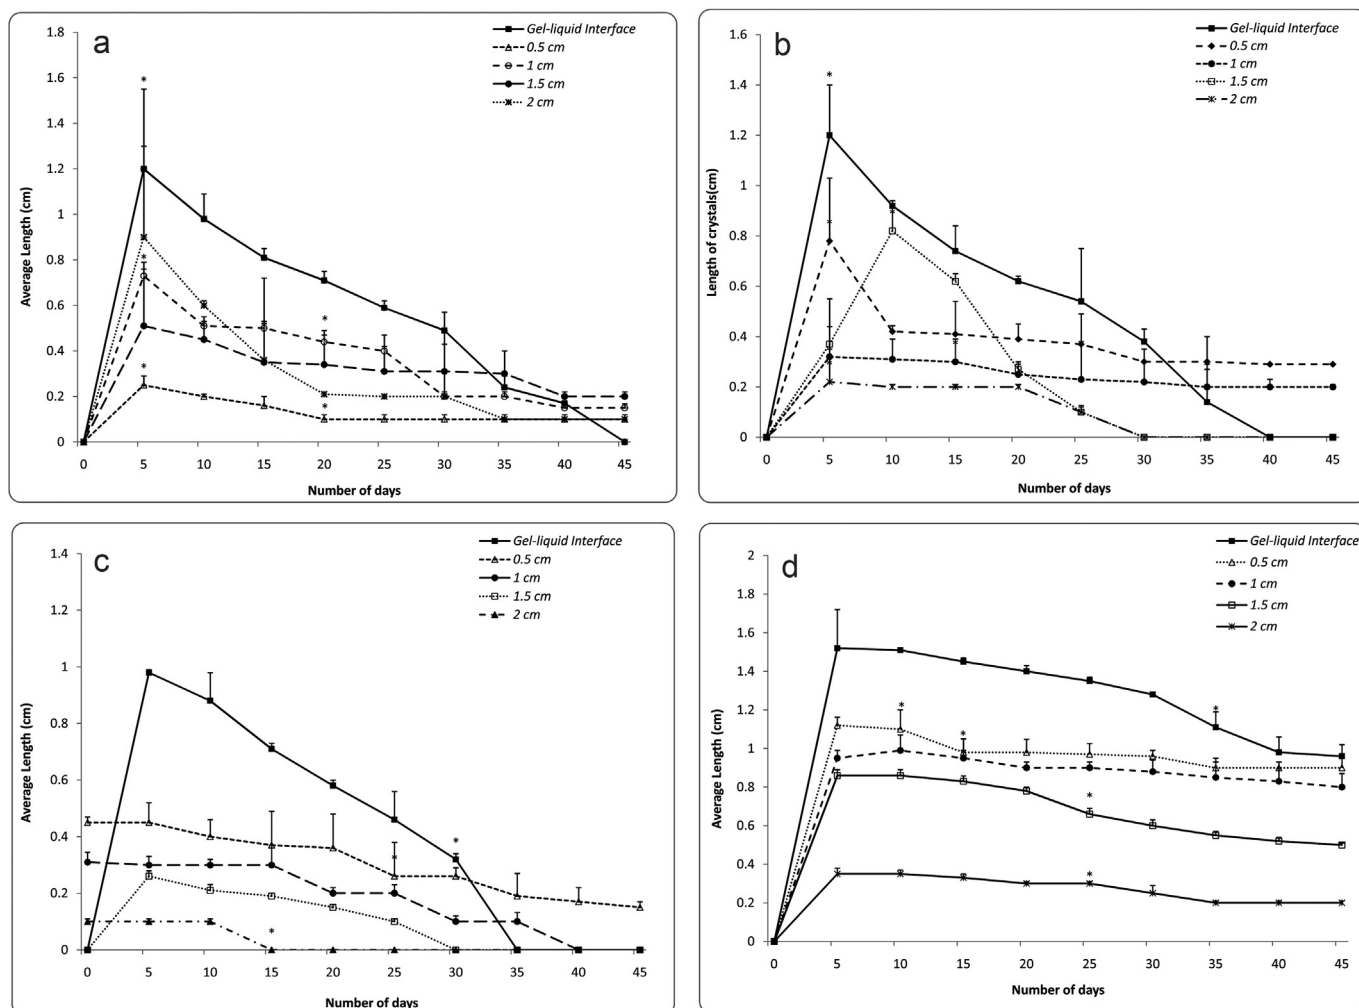 a
Gel-liquid Interface
0.5 cm
1 cm
1.5 cm
2 cm
1.8
1.6
1.4
1.2
1
0.8
0.6
0.4
0.2
0
Average Length (cm)
* * * * *
0 5 10 15 20 25 30 35 40 45
Number of days
b
Gel-liquid Interface
0.5 cm
1 cm
1.5 cm
2 cm
1.6
1.4
1.2
1
0.8
0.6
0.4
0.2
0
Length of crystals(cm)
0 5 10 15 20 25 30 35 40 45
Number of days
c
Gel-liquid Interface
0.5 cm
1 cm
1.5 cm
2 cm
1.4
1.2
1
0.8
0.6
0.4
0.2
0
Average Length (cm)
* * *
0 5 10 15 20 25 30 35 40 45
Number of days
d
Gel-liquid Interface
0.5 cm
1 cm
1.5 cm
2 cm
2
1.8
1.6
1.4
1.2
1
0.8
0.6
0.4
0.2
0
Average Length (cm)
* * * * *
0 5 10 15 20 25 30 35 40 45
Number of days